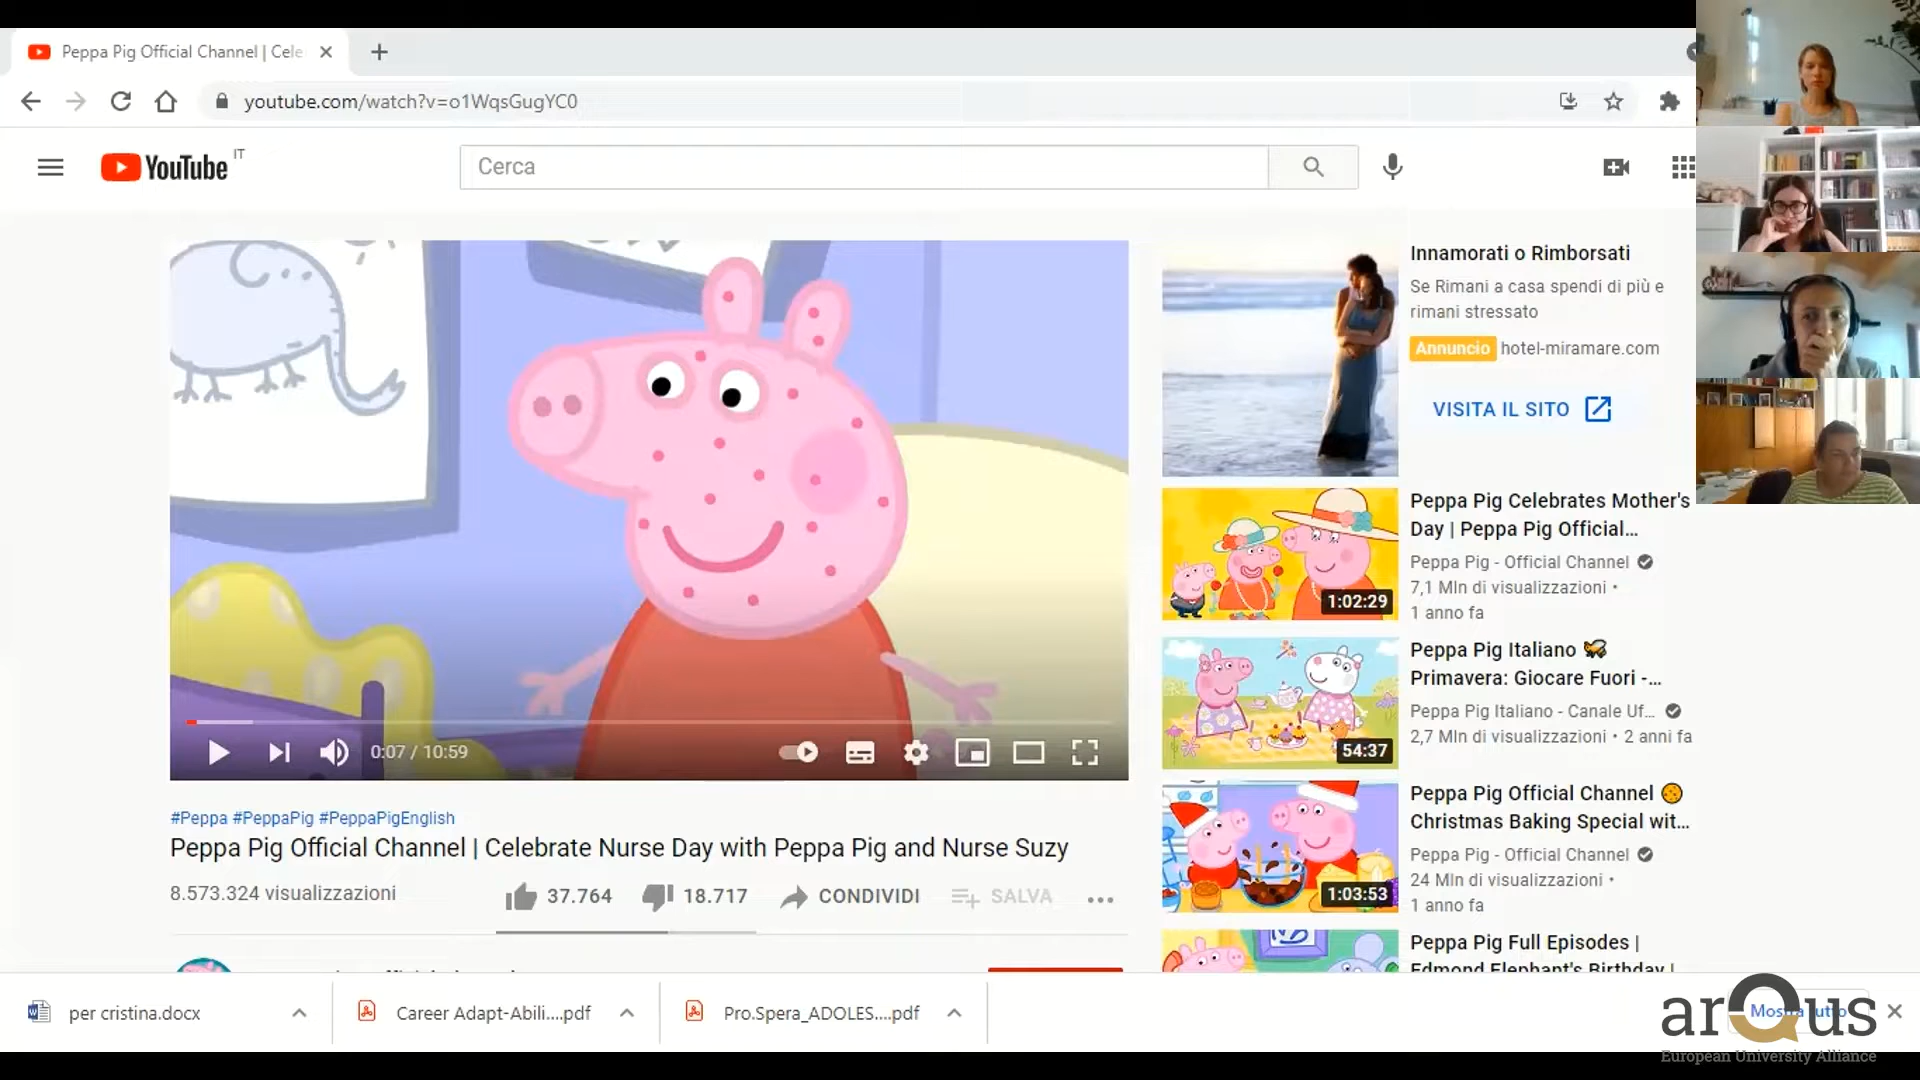 Peppa Pig Official Channel | Cele
youtube.com/watch?v=o1WqsGugYC0
YouTube IT
Cerca
Innamorati o Rimborsati
Se Rimani a casa spendi di più e
rimani stressato
Annuncio hotel-miramare.com
VISITA IL SITO
Peppa Pig Celebrates Mother's
Day | Peppa Pig Official...
Peppa Pig - Official Channel
7,1 Mln di visualizzazioni •
1 anno fa
1:02:29
Peppa Pig Italiano
Primavera: Giocare Fuori -...
Peppa Pig Italiano - Canale Uf...
2,7 Mln di visualizzazioni • 2 anni fa
54:37
Peppa Pig Official Channel
Christmas Baking Special wit...
Peppa Pig - Official Channel
24 Mln di visualizzazioni •
1 anno fa
1:03:53
Peppa Pig Full Episodes |
Edmond Elephant's Birthday |
0:07 / 10:59
#Peppa #PeppaPig #PeppaPigEnglish
Peppa Pig Official Channel | Celebrate Nurse Day with Peppa Pig and Nurse Suzy
8.573.324 visualizzazioni
37.764
18.717
CONDIVIDI
SALVA
per cristina.docx
Career Adapt-Abili....pdf
Pro.Spera_ADOLES....pdf
Mostra tutto
arQus
European University Alliance